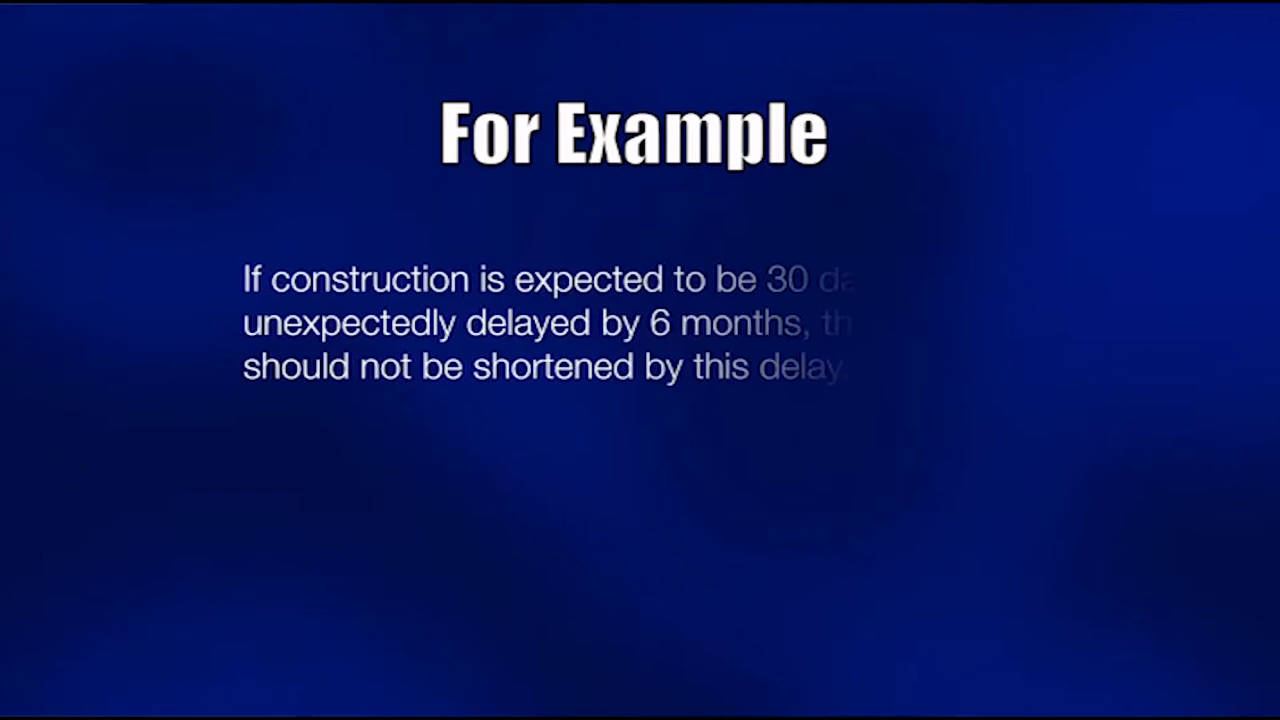 For Example
If construction is expected to be 30
unexpectedly delayed by 6 months,
should not be shortened by this delay.